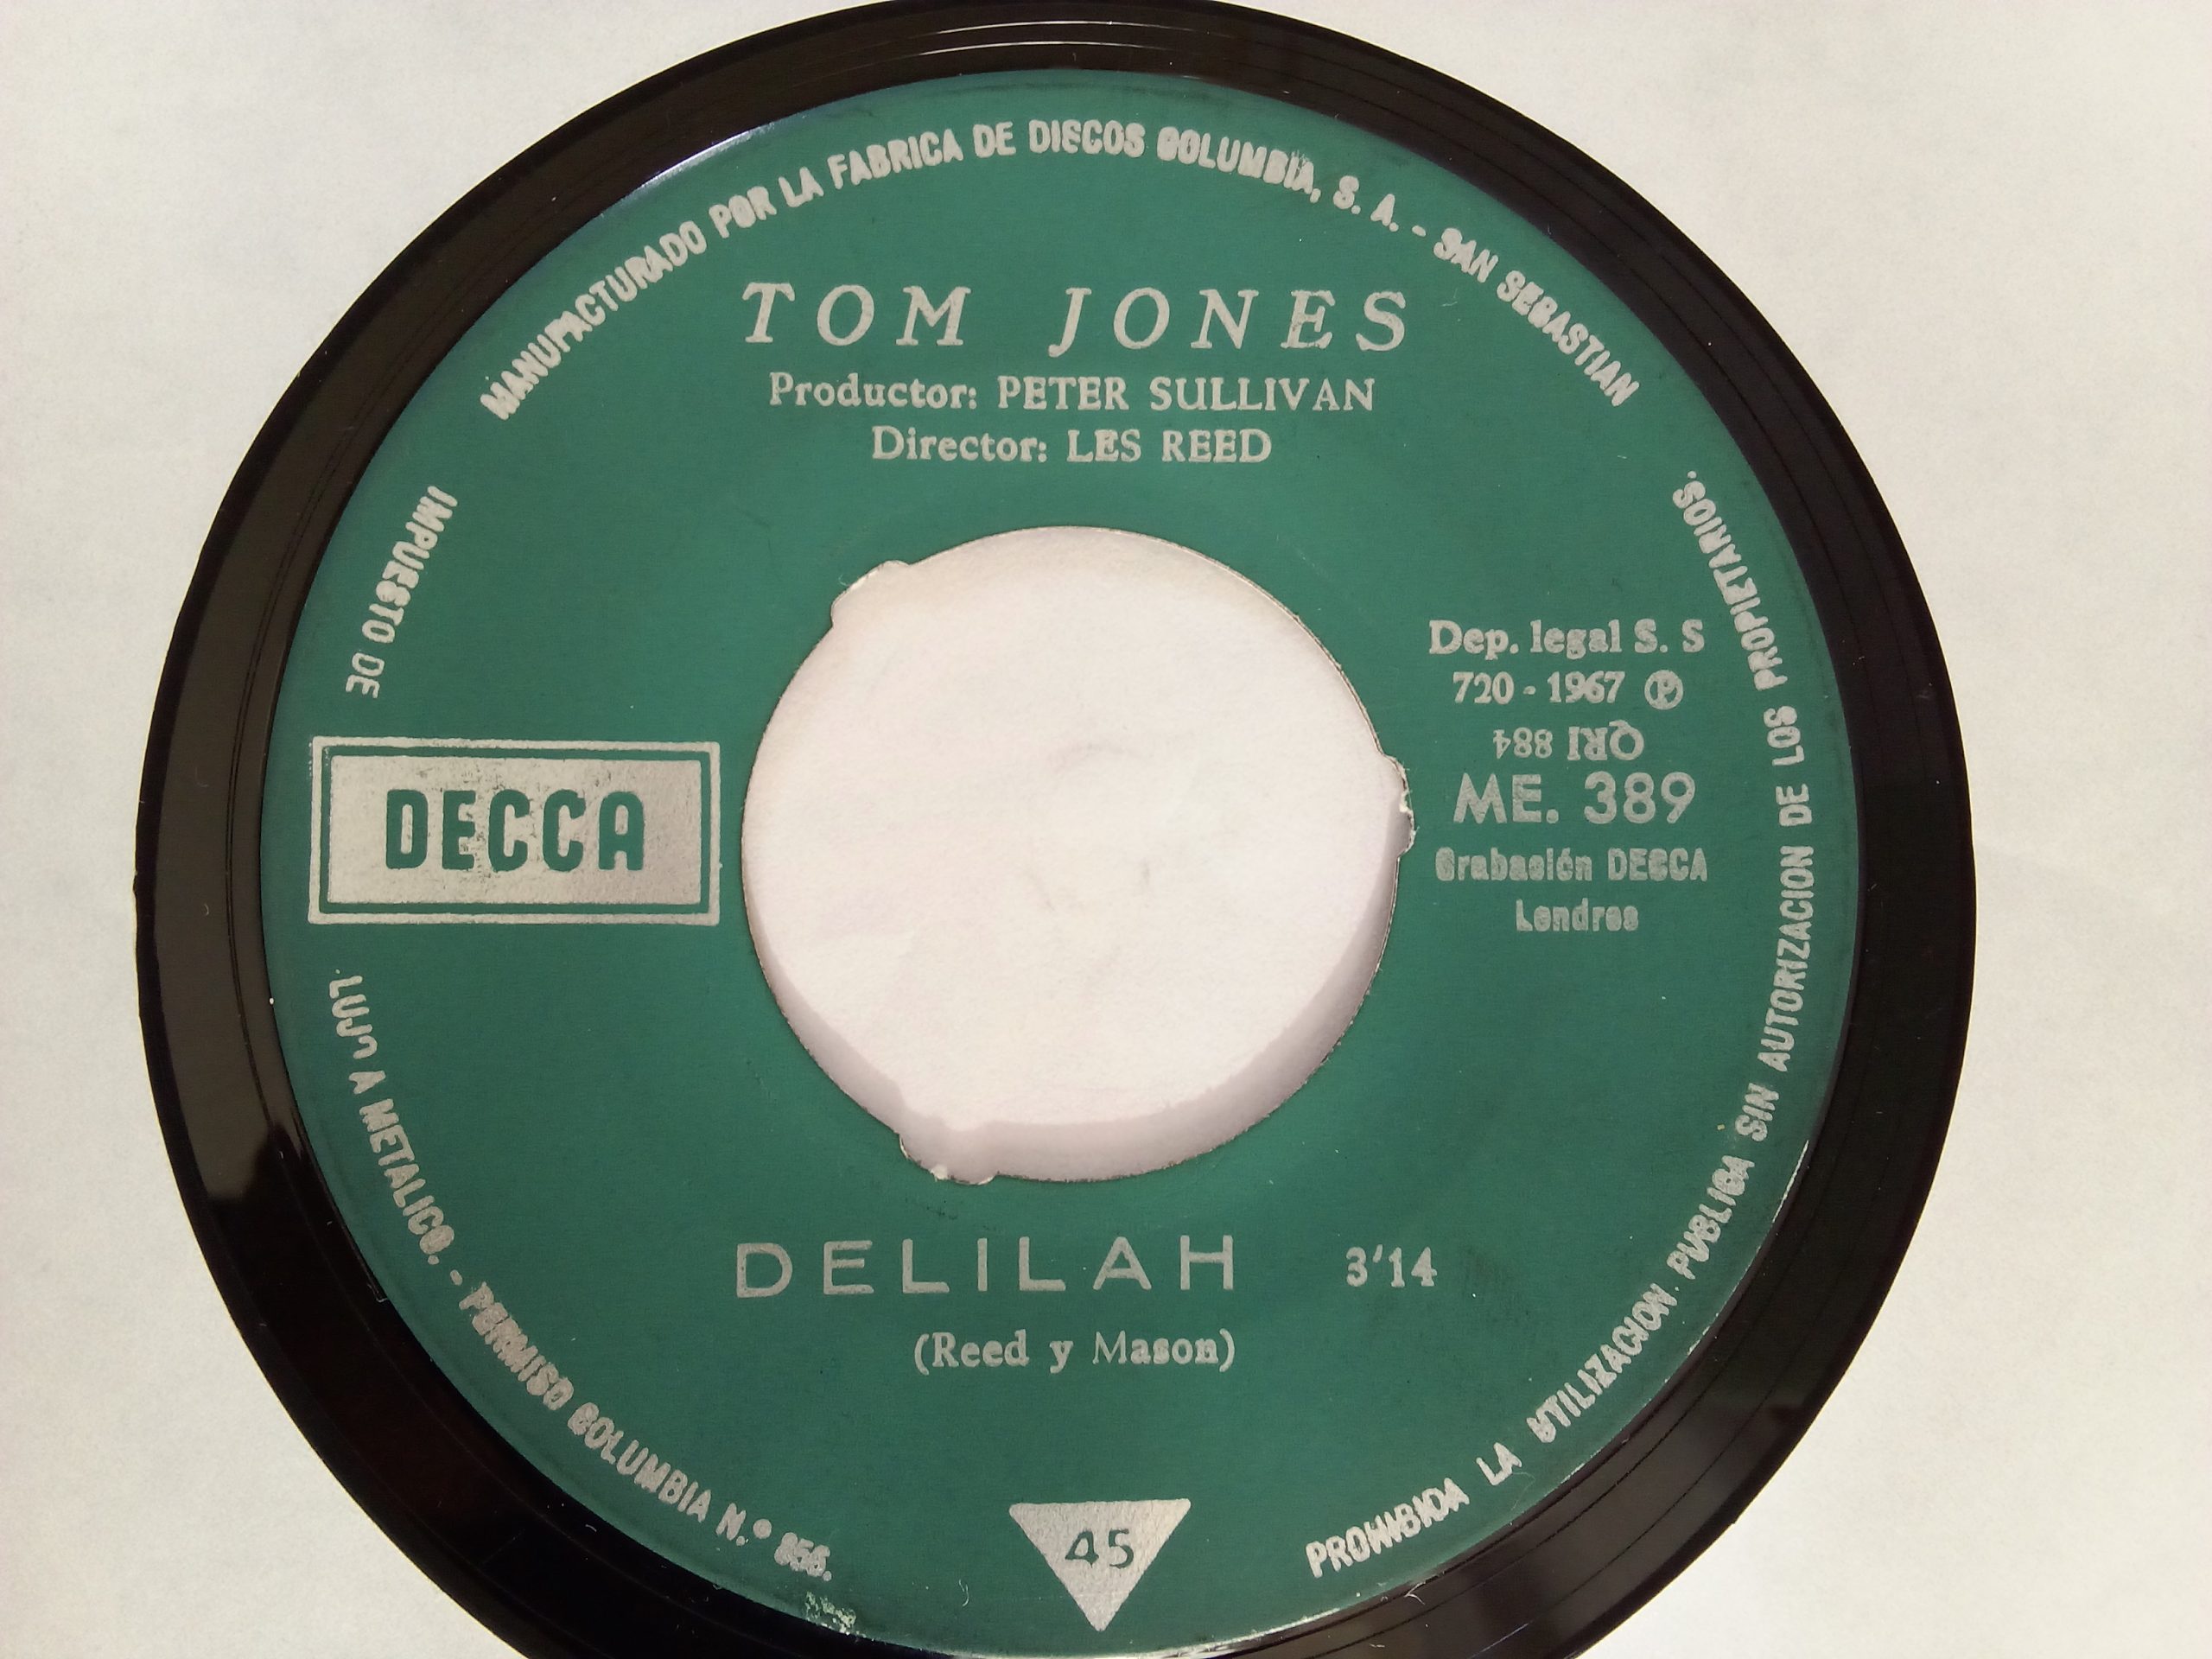 MANUFACTURADO POR LA FABRICA DE DISCOS COLUMBIA, S. A. - SAN SEBASTIAN
TOM JONES
Productor: PETER SULLIVAN
Director: LES REED
IMPUESTO DE LUJO A METALICO. - PERMISO COLUMBIA N.º
DECCA
Dep. legal S. S
720 - 1967 Ⓟ
QRI 884
ME. 389
Grabación DECCA
Londres
DELILAH 3'14
(Reed y Mason)
45
PROHIBIDA LA UTILIZACION PUBLICA SIN AUTORIZACION DE LOS PROPIETARIOS.